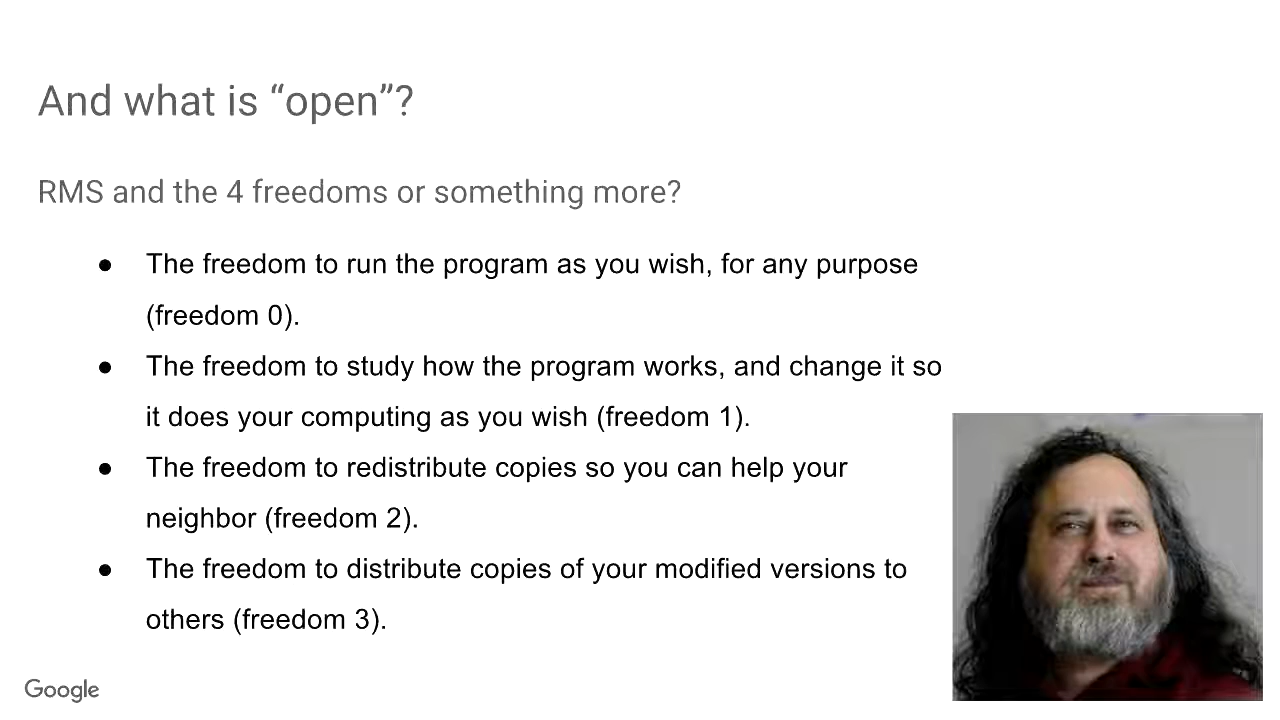 And what is “open”?
RMS and the 4 freedoms or something more?
● The freedom to run the program as you wish, for any purpose
(freedom 0).
● The freedom to study how the program works, and change it so
it does your computing as you wish (freedom 1).
● The freedom to redistribute copies so you can help your
neighbor (freedom 2).
● The freedom to distribute copies of your modified versions to
others (freedom 3).
Google